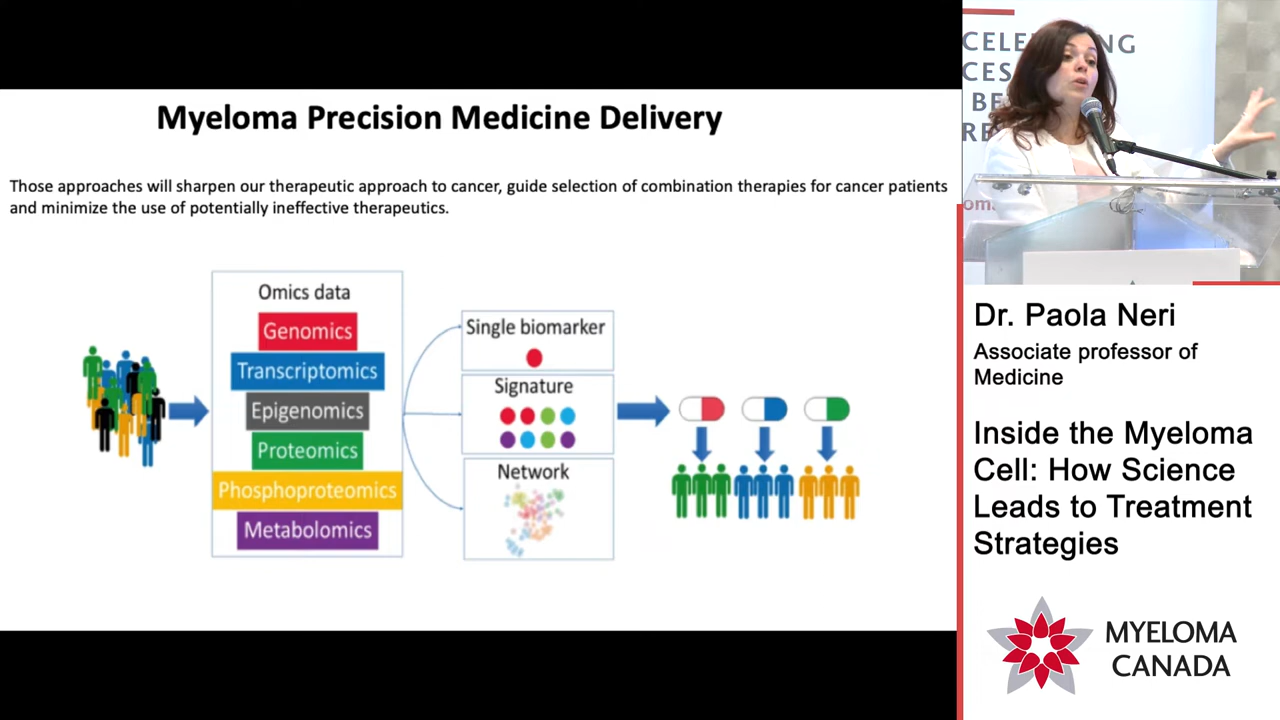 Myeloma Precision Medicine Delivery
Those approaches will sharpen our therapeutic approach to cancer, guide selection of combination therapies for cancer patients
and minimize the use of potentially ineffective therapeutics.
Omics data
Genomics
Transcriptomics
Epigenomics
Proteomics
Phosphoproteomics
Metabolomics
Single biomarker
Signature
Network
Dr. Paola Neri
Associate professor of
Medicine
Inside the Myeloma
Cell: How Science
Leads to Treatment
Strategies
MYELOMA
CANADA